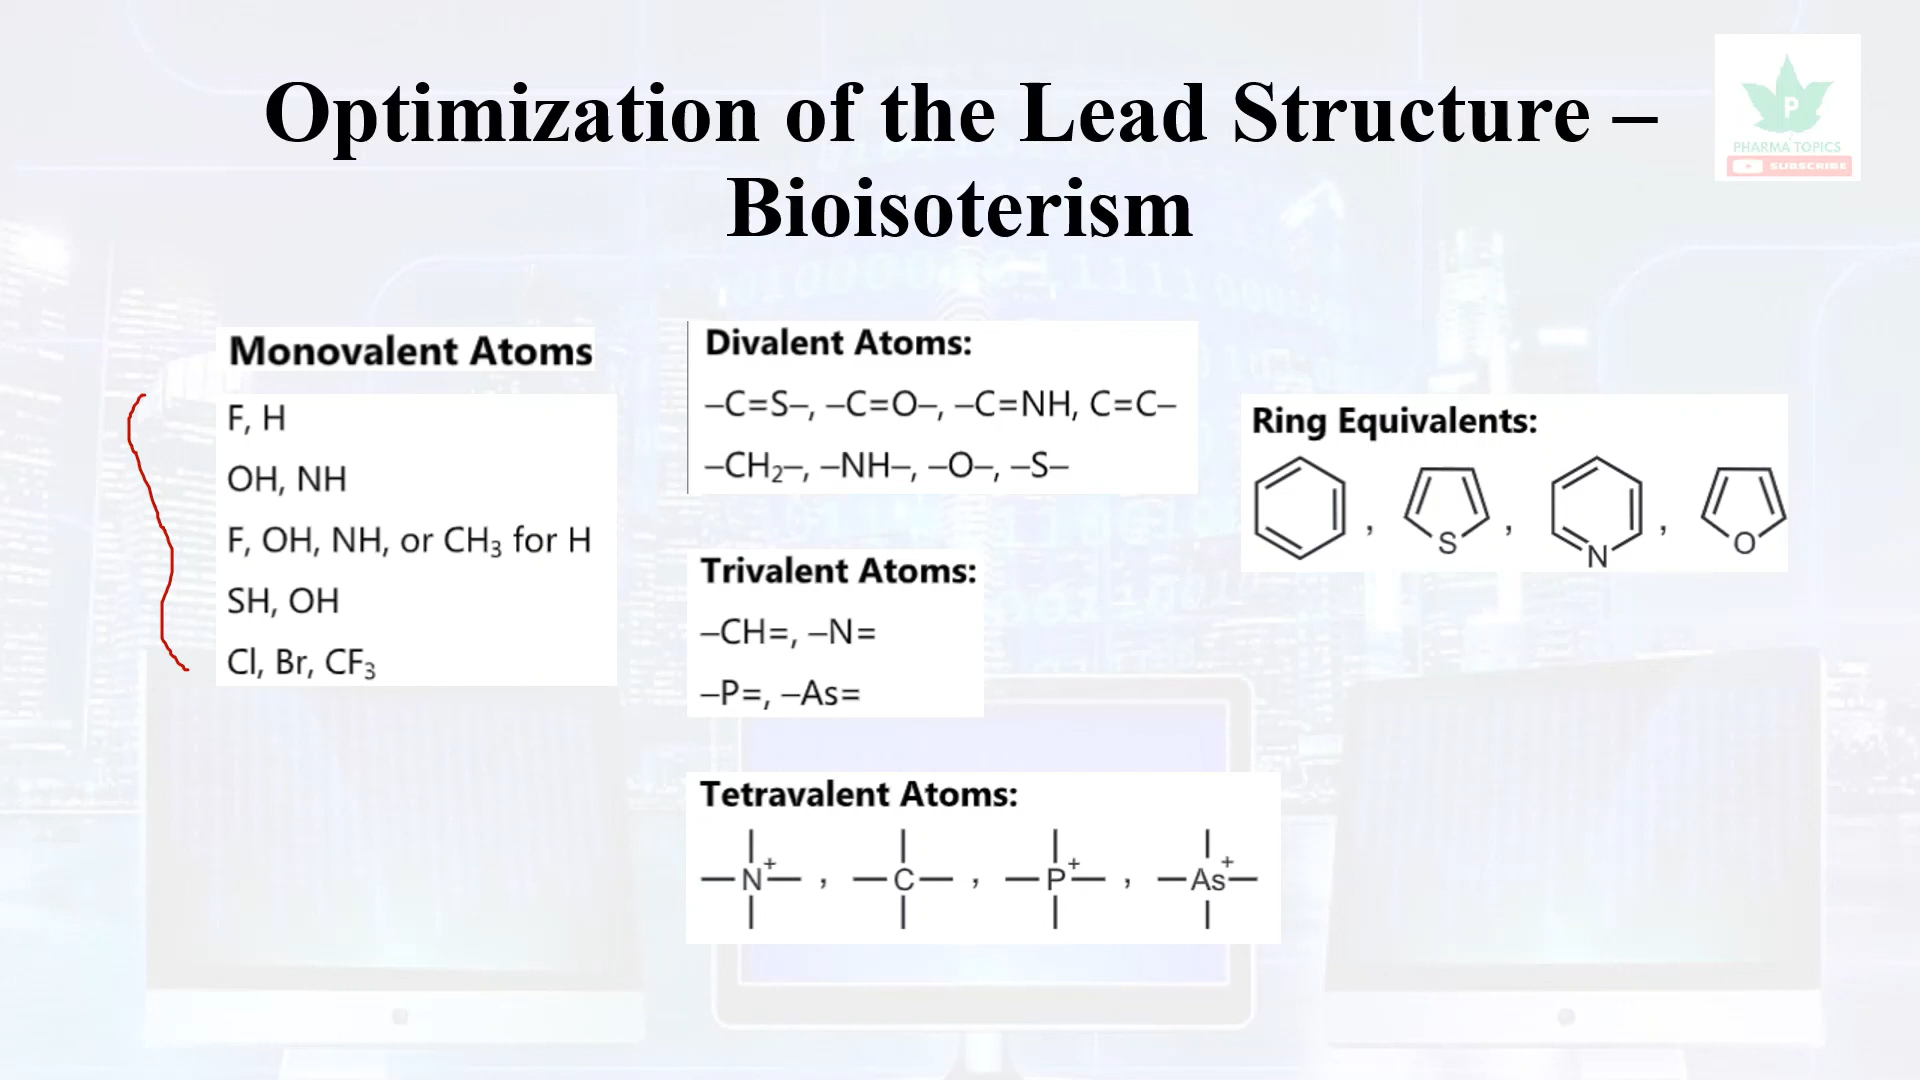 Optimization of the Lead Structure –
Bioisoterism
P
PHARMA TOPICS
SUBSCRIBE
Monovalent Atoms
F, H
OH, NH
F, OH, NH, or CH₃ for H
SH, OH
Cl, Br, CF₃
Divalent Atoms:
–C=S–, –C=O–, –C=NH, C=C–
–CH₂–, –NH–, –O–, –S–
Trivalent Atoms:
–CH=, –N=
–P=, –As=
Tetravalent Atoms:
—N⁺— , —C— , —P⁺— , —As⁺—
Ring Equivalents:
, S , N , O